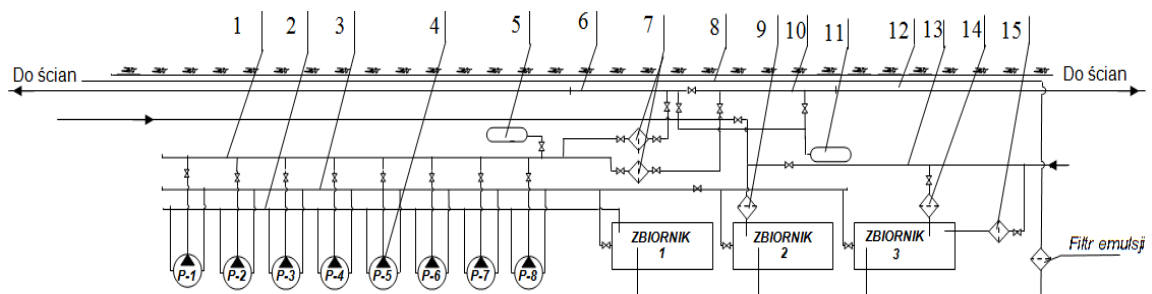 1 2 3 4 5 6 7 8 9 10 11 12 13 14 15
Do ścian Do ścian
P-1 P-2 P-3 P-4 P-5 P-6 P-7 P-8
ZBIORNIK ZBIORNIK ZBIORNIK
1 2 3
Filtr emulsji